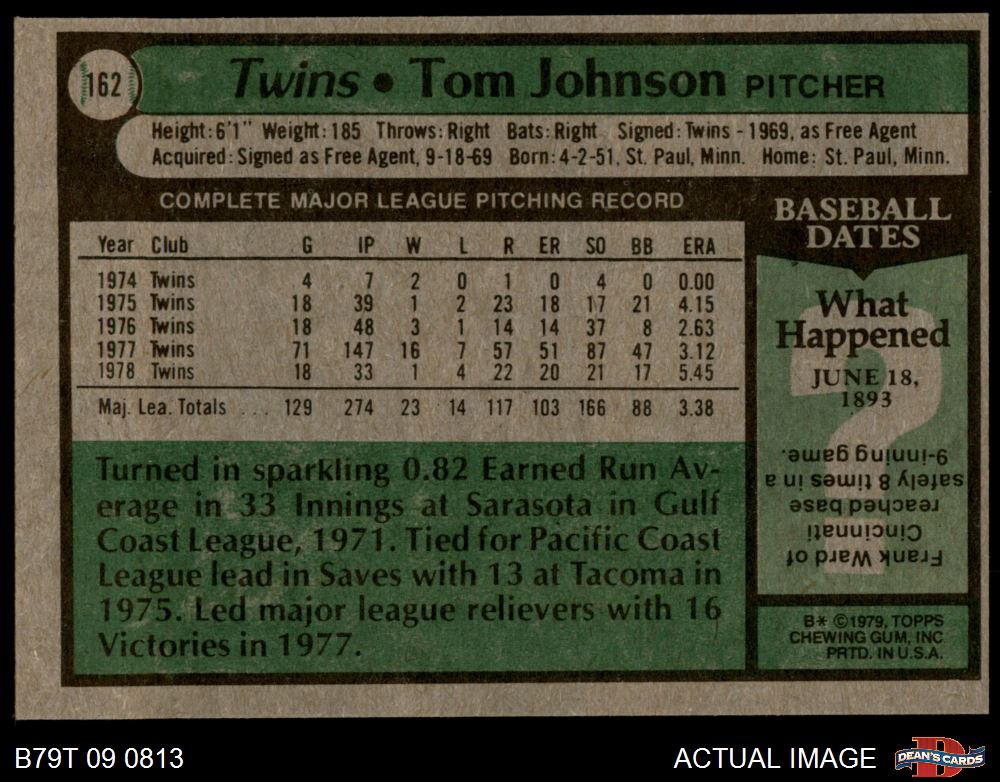 162
Twins • Tom Johnson PITCHER
Height: 6'1" Weight: 185 Throws: Right Bats: Right Signed: Twins - 1969, as Free Agent
Acquired: Signed as Free Agent, 9-18-69 Born: 4-2-51, St. Paul, Minn. Home: St. Paul, Minn.
COMPLETE MAJOR LEAGUE PITCHING RECORD
Year Club G IP W L R ER SO BB ERA
1974 Twins 4 7 2 0 1 0 4 0 0.00
1975 Twins 18 39 1 2 23 18 17 21 4.15
1976 Twins 18 48 3 1 14 14 37 8 2.63
1977 Twins 71 147 16 7 57 51 87 47 3.12
1978 Twins 18 33 1 4 22 20 21 17 5.45
Maj. Lea. Totals ... 129 274 23 14 117 103 166 88 3.38
Turned in sparkling 0.82 Earned Run Av-
erage in 33 Innings at Sarasota in Gulf
Coast League, 1971. Tied for Pacific Coast
League lead in Saves with 13 at Tacoma in
1975. Led major league relievers with 16
Victories in 1977.
BASEBALL
DATES
What
Happened
JUNE 18,
1893
?
Frank Ward of
Cincinnati
reached base
safely 8 times in a
9-inning game.
B* ©1979, TOPPS
CHEWING GUM, INC
PRTD. IN U.S.A.
B79T 09 0813
ACTUAL IMAGE
D
DEAN'S CARDS